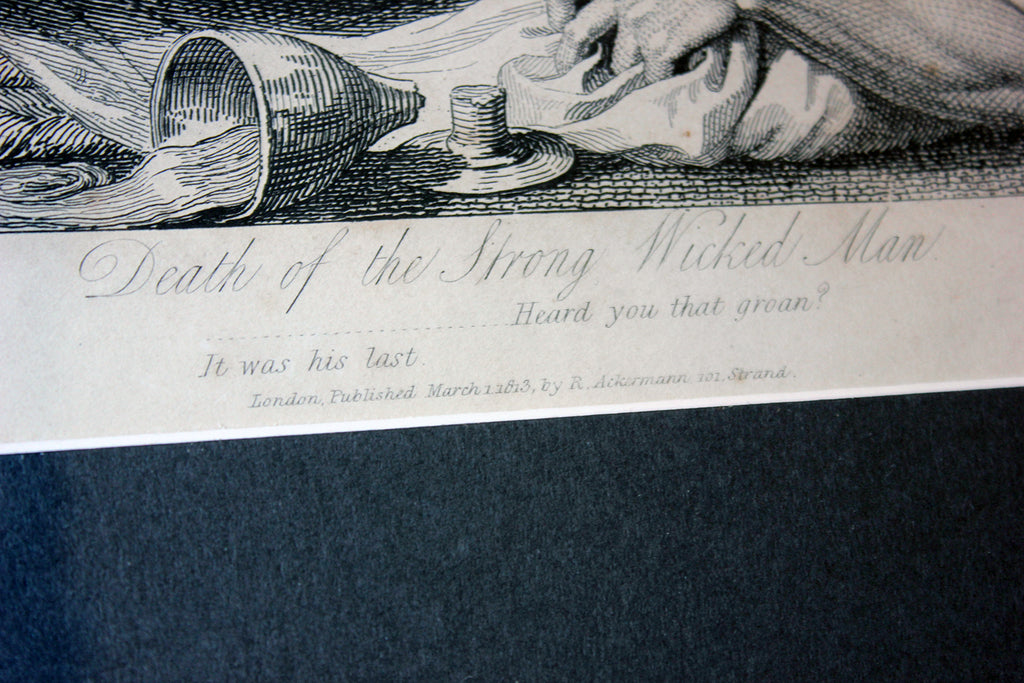 Death of the Strong Wicked Man.
....................Heard you that groan?
It was his last.
London, Published March 1.1813, by R. Ackermann 101, Strand.